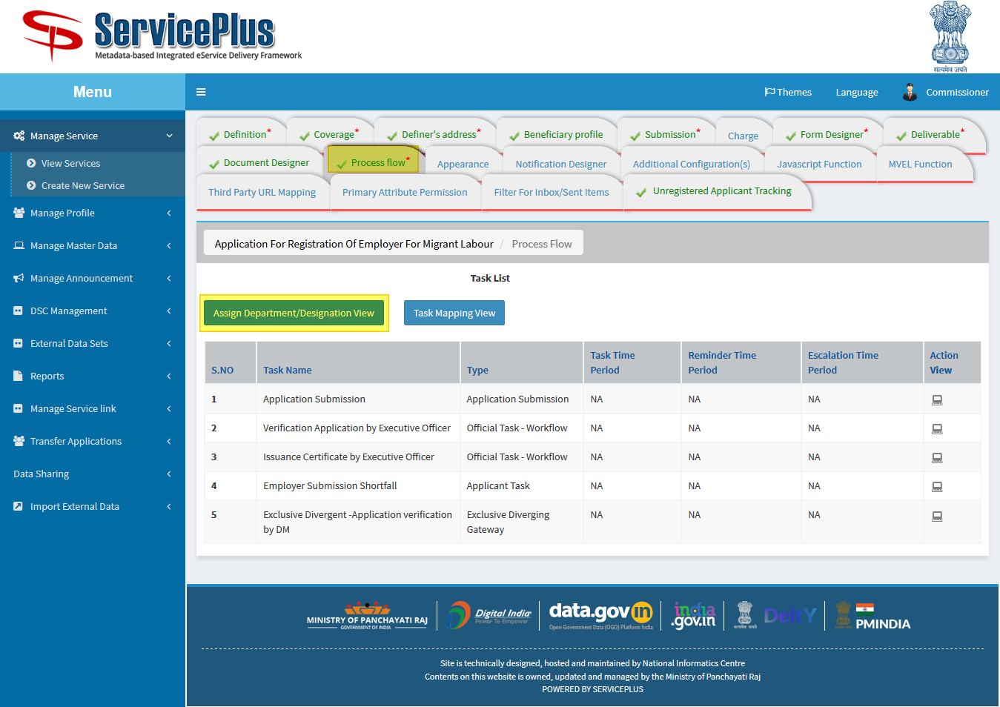 ServicePlus
Metadata-based Integrated eService Delivery Framework
सत्यमेव जयते
Menu
Themes
Language
Commissioner
Manage Service
View Services
Create New Service
Manage Profile
Manage Master Data
Manage Announcement
DSC Management
External Data Sets
Reports
Manage Service link
Transfer Applications
Data Sharing
Import External Data
Definition*
Coverage*
Definer's address*
Beneficiary profile
Submission*
Charge
Form Designer*
Deliverable*
Document Designer
Process flow*
Appearance
Notification Designer
Additional Configuration(s)
Javascript Function
MVEL Function
Third Party URL Mapping
Primary Attribute Permission
Filter For Inbox/Sent Items
Unregistered Applicant Tracking
Application For Registration Of Employer For Migrant Labour / Process Flow
Task List
Assign Department/Designation View
Task Mapping View
S.NO Task Name Type Task Time Period Reminder Time Period Escalation Time Period Action View
1 Application Submission Application Submission NA NA NA
2 Verification Application by Executive Officer Official Task - Workflow NA NA NA
3 Issuance Certificate by Executive Officer Official Task - Workflow NA NA NA
4 Employer Submission Shortfall Applicant Task NA NA NA
5 Exclusive Divergent -Application verification by DM Exclusive Diverging Gateway NA NA NA
MINISTRY OF PANCHAYATI RAJ
GOVERNMENT OF INDIA
Digital India
Power To Empower
data.gov in
Open Government Data (OGD) Platform India
india
.gov.in
सत्यमेव जयते
DeitY
PMINDIA
Site is technically designed, hosted and maintained by National Informatics Centre
Contents on this website is owned, updated and managed by the Ministry of Panchayati Raj
POWERED BY SERVICEPLUS